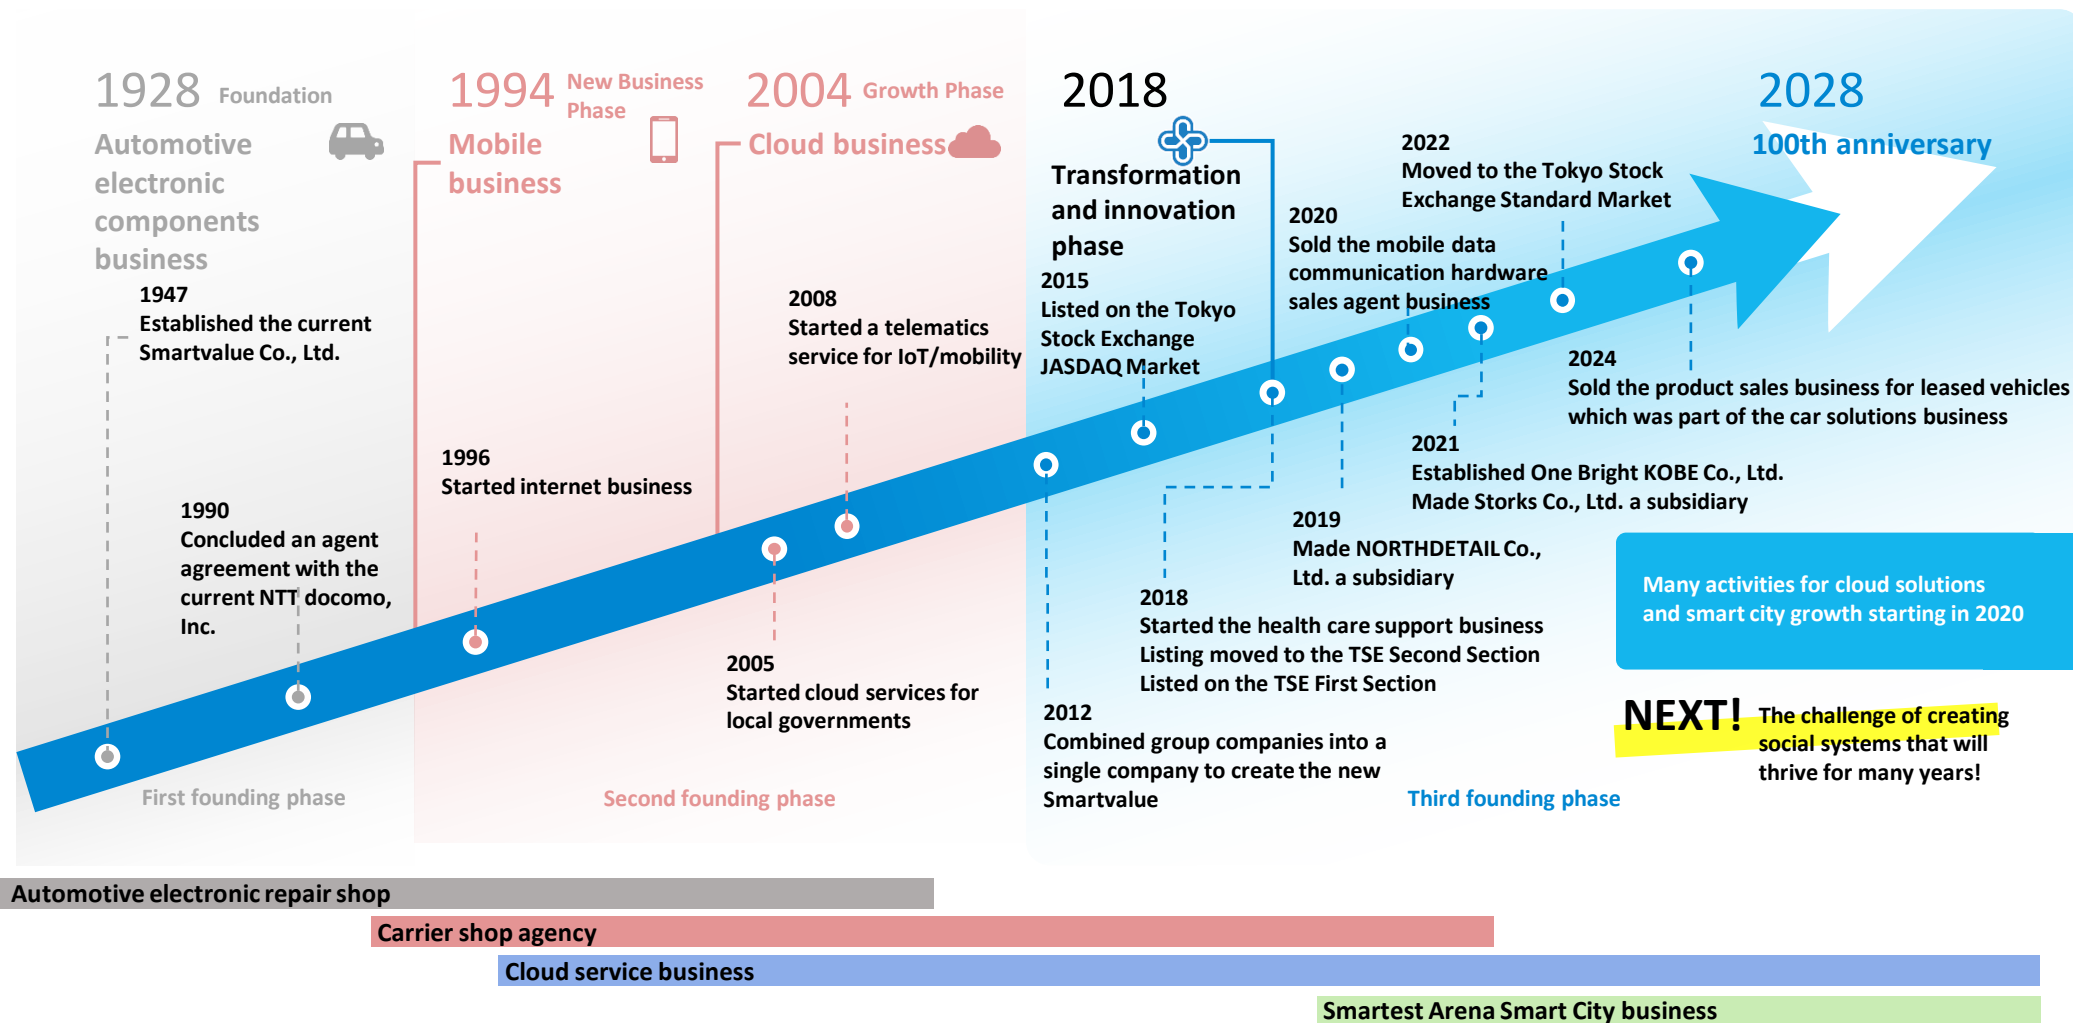 1928 Foundation
Automotive
electronic
components
business
1947
Established the current
Smartvalue Co., Ltd.
1990
Concluded an agent
agreement with the
current NTT docomo,
Inc.
First founding phase
1994 New Business
Phase
Mobile
business
1996
Started internet business
2004 Growth Phase
Cloud business
2008
Started a telematics
service for IoT/mobility
2005
Started cloud services for
local governments
Second founding phase
2018
Transformation
and innovation
phase
2015
Listed on the Tokyo
Stock Exchange
JASDAQ Market
2012
Combined group companies into a
single company to create the new
Smartvalue
2018
Started the health care support business
Listing moved to the TSE Second Section
Listed on the TSE First Section
2019
Made NORTHDETAIL Co.,
Ltd. a subsidiary
2020
Sold the mobile data
communication hardware
sales agent business
2021
Established One Bright KOBE Co., Ltd.
Made Storks Co., Ltd. a subsidiary
2022
Moved to the Tokyo Stock
Exchange Standard Market
2024
Sold the product sales business for leased vehicles
which was part of the car solutions business
2028
100th anniversary
Many activities for cloud solutions
and smart city growth starting in 2020
NEXT! The challenge of creating
social systems that will
thrive for many years!
Third founding phase
Automotive electronic repair shop
Carrier shop agency
Cloud service business
Smartest Arena Smart City business